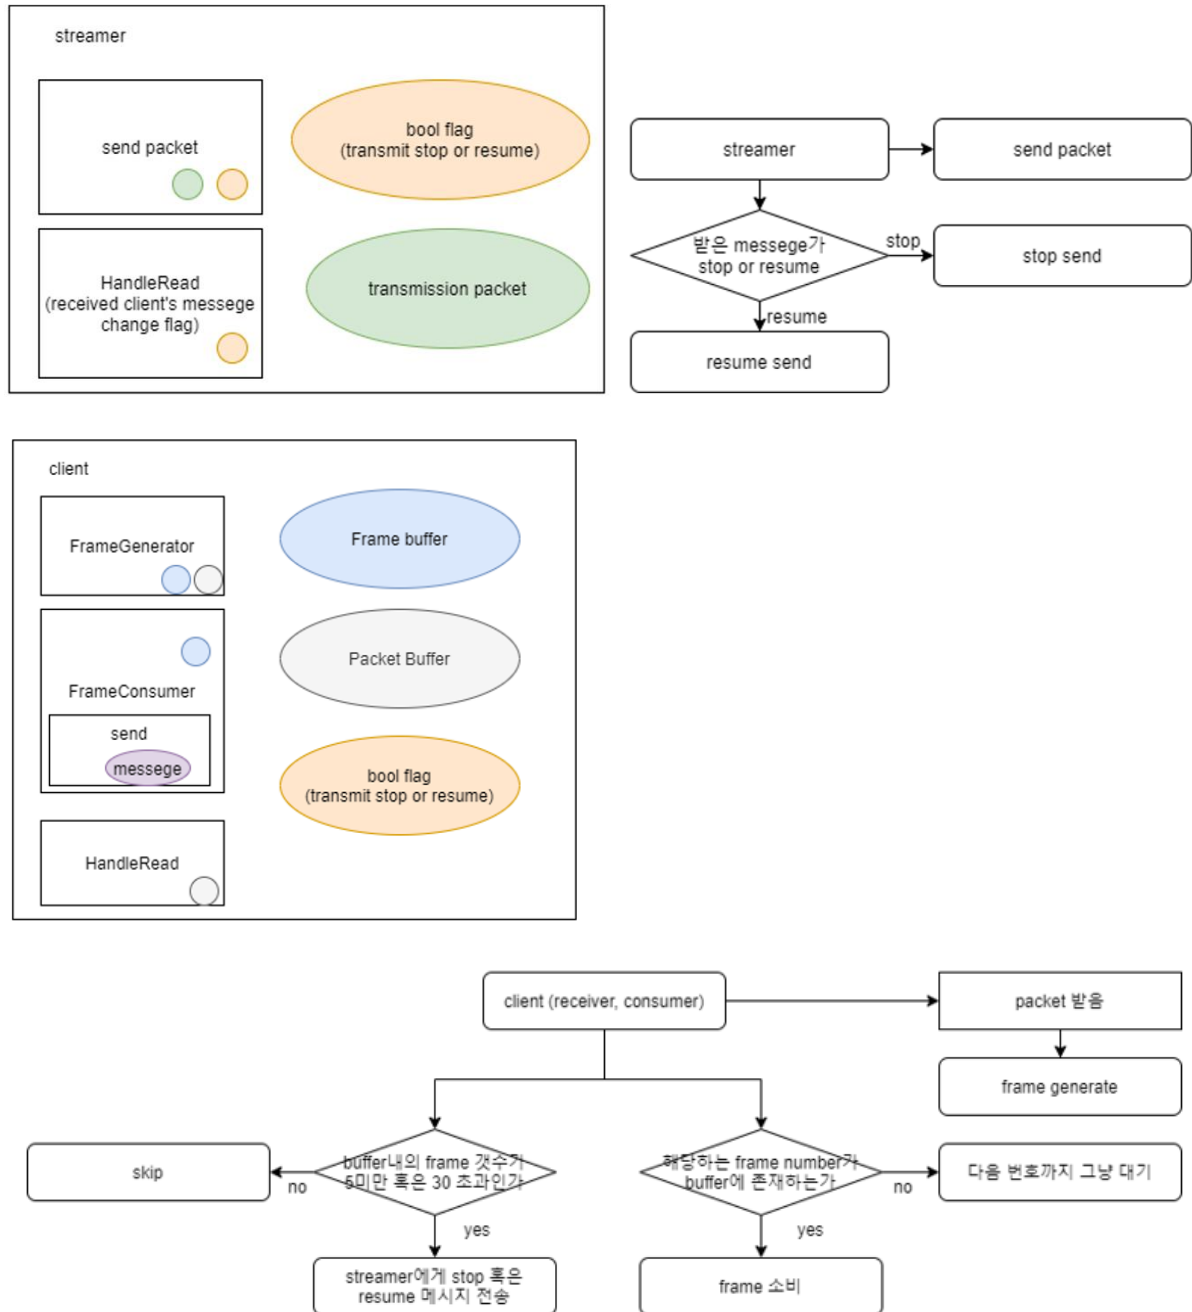 streamer
send packet
bool flag
(transmit stop or resume)
HandleRead
(received client's messege
change flag)
transmission packet
streamer
send packet
받은 messege가
stop or resume
stop
stop send
resume
resume send
client
FrameGenerator
Frame buffer
FrameConsumer
send
messege
Packet Buffer
bool flag
(transmit stop or resume)
HandleRead
client (receiver, consumer)
packet 받음
frame generate
buffer내의 frame 갯수가
5미만 혹은 30 초과인가
no
skip
yes
streamer에게 stop 혹은
resume 메시지 전송
해당하는 frame number가
buffer에 존재하는가
no
다음 번호까지 그냥 대기
yes
frame 소비